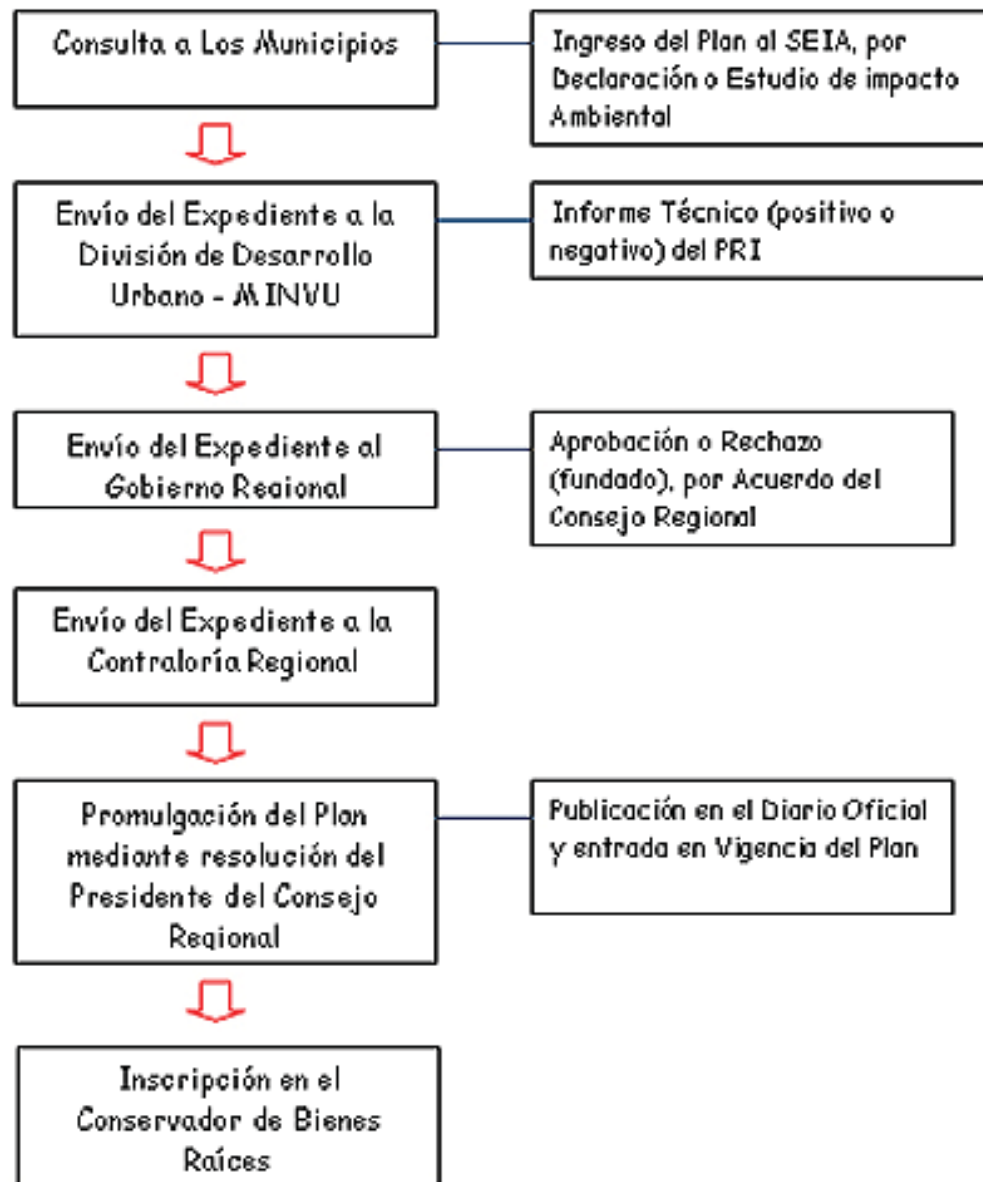 Consulta a Los Municipios
Ingreso del Plan al SEIA, por
Declaración o Estudio de impacto
Ambiental
Envío del Expediente a la
División de Desarrollo
Urbano - MINVU
Informe Técnico (positivo o
negativo) del PRI
Envío del Expediente al
Gobierno Regional
Aprobación o Rechazo
(fundado), por Acuerdo del
Consejo Regional
Envío del Expediente a la
Contraloría Regional
Promulgación del Plan
mediante resolución del
Presidente del Consejo
Regional
Publicación en el Diario Oficial
y entrada en Vigencia del Plan
Inscripción en el
Conservador de Bienes
Raíces